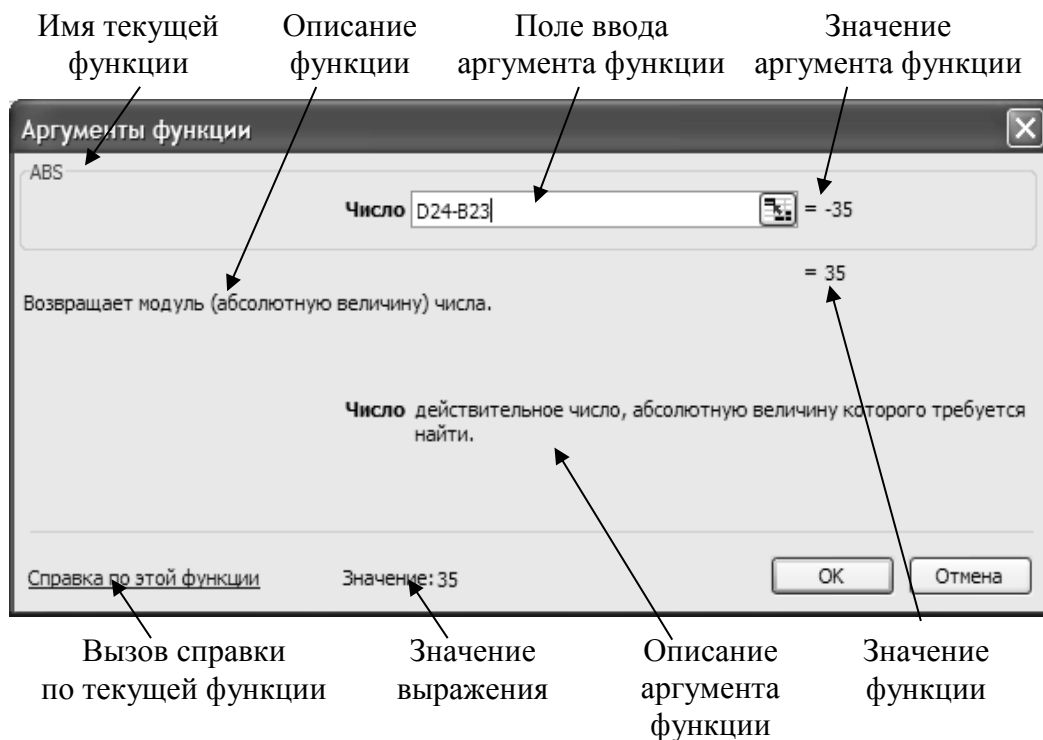 Имя текущей функции
Описание функции
Поле ввода аргумента функции
Значение аргумента функции
Аргументы функции
ABS
Число D24-B23 = -35
= 35
Возвращает модуль (абсолютную величину) числа.
Число действительное число, абсолютную величину которого требуется
найти.
Справка по этой функции Значение: 35 ОК Отмена
Вызов справки
по текущей функции
Значение
выражения
Описание
аргумента
функции
Значение
функции